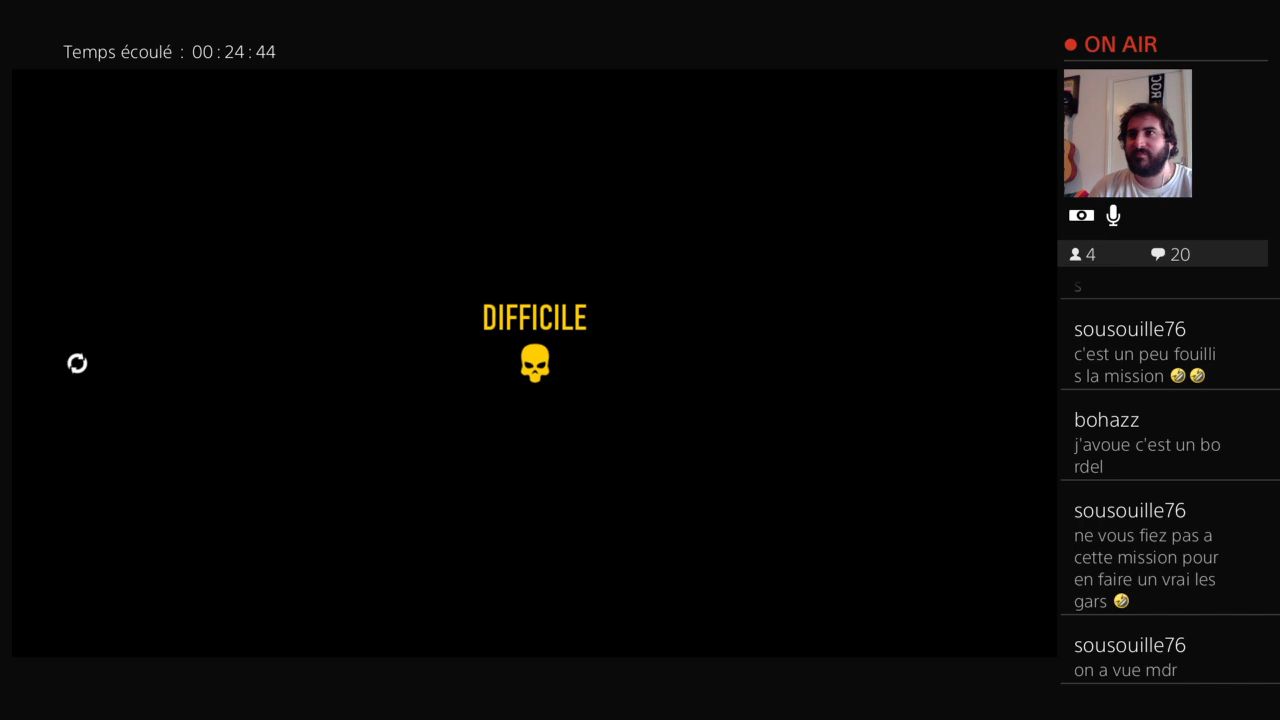 Temps écoulé : 00:24:44
ON AIR
ROC
4
20
DIFFICILE
s
sousouille76
c'est un peu fouilli
s la mission 🤣🤣
bohazz
j'avoue c'est un bo
rdel
sousouille76
ne vous fiez pas a
cette mission pour
en faire un vrai les
gars 🤣
sousouille76
on a vue mdr